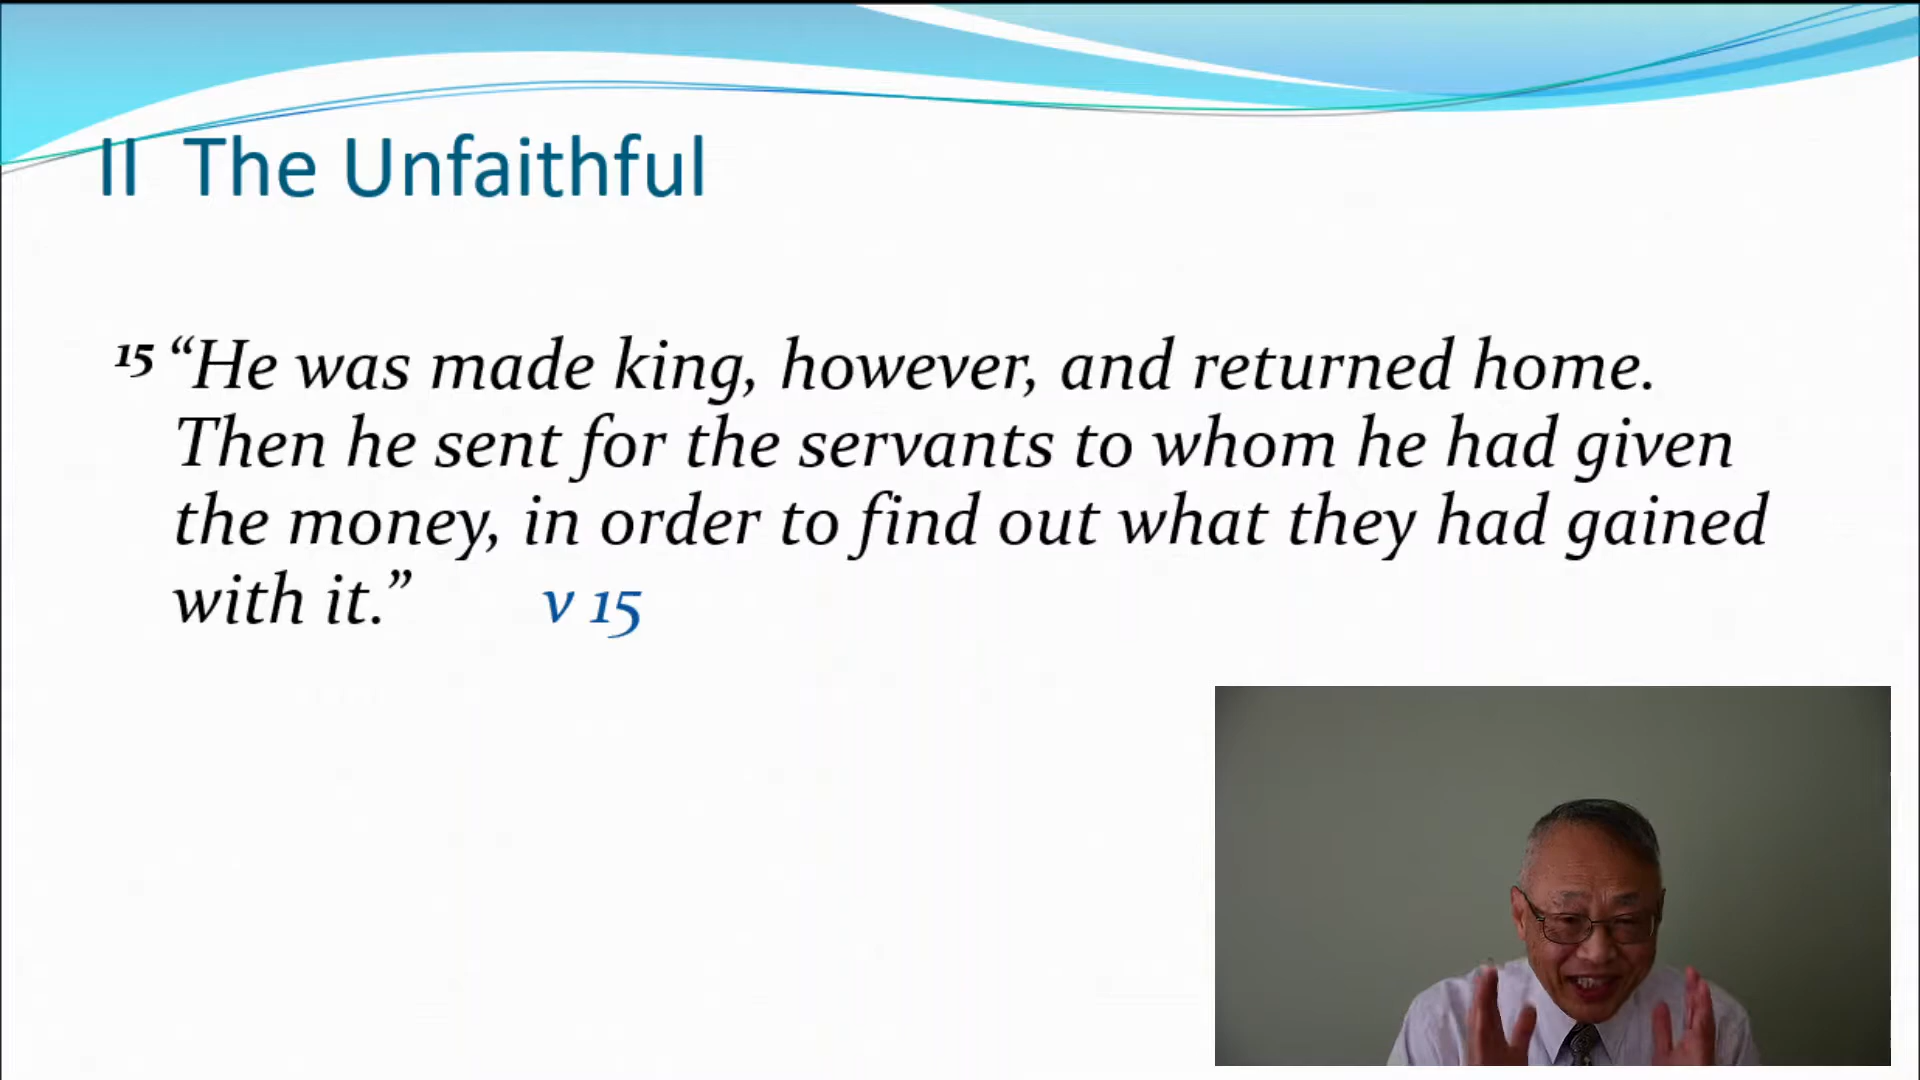 II The Unfaithful
15 “He was made king, however, and returned home.
Then he sent for the servants to whom he had given
the money, in order to find out what they had gained
with it.” v 15